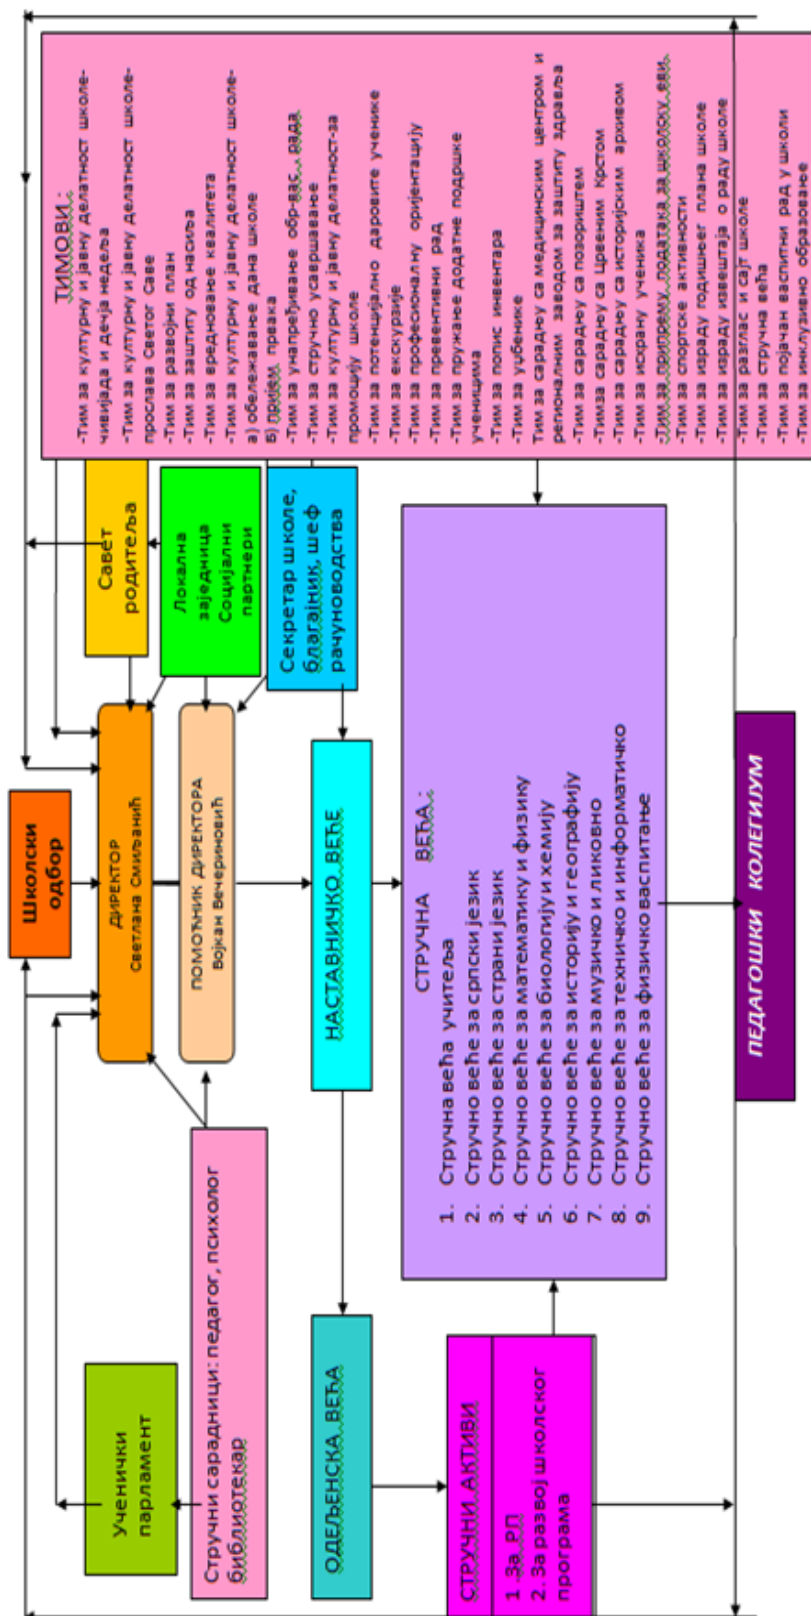 Школски
одбор
ДИРЕКТОР
Светлана Смиљанић
ПОМОЋНИК ДИРЕКТОРА
Војкан Вечериновић
Ученички
парламент
Стручни сарадници: педагог, психолог
библиотекар
Савет
родитеља
Локална
заједница
Социјални
партнери
Секретар школе,
благајник, шеф
рачуноводства
НАСТАВНИЧКО ВЕЋЕ
ОДЕЉЕНСКА ВЕЋА
СТРУЧНИ АКТИВИ
1. За РП
2. За развој школског
програма
СТРУЧНА ВЕЋА :
1. Стручна већа учитеља
2. Стручно веће за српски језик
3. Стручно веће за страни језик
4. Стручно веће за математику и физику
5. Стручно веће за биологију и хемију
6. Стручно веће за историју и географију
7. Стручно веће за музичко и ликовно
8. Стручно веће за техничко и информатичко
9. Стручно веће за физичко васпитање
ПЕДАГОШКИ КОЛЕГИЈУМ
ТИМОВИ :
-Тим за културну и јавну делатност школе-
чивијада и дечја недеља
-Тим за културну и јавну делатност школе-
прослава Светог Саве
-Тим за развојни план
-Тим за заштиту од насиља
-Тим за вредновање квалитета
-Тим за културну и јавну делатност школе-
а) обележавање дана школе
Б) пријем првака
-Тим за унапређивање обр-вас. рада
-Тим за стручно усавршавање
-Тим за културну и јавну делатност-за
промоцију школе
-Тим за потенцијално даровите ученике
-Тим за екскурзије
-Тим за професионалну оријентацију
-Тим за превентивни рад
-Тим за пружање додатне подршке
ученицима
-Тим за попис инвентара
-Тим за уџбенике
Тим за сарадњу са медицинским центром и
регионалним заводом за заштиту здравља
-Тим за сарадњу са позориштем
-Тимза сарадњу са Црвеним Крстом
-Тим за сарадњу са историјским архивом
-Тим за исхрану ученика
припрему података за школску еви.
-Тим за спортске активности
-Тим за израду годишњег плана школе
-Тим за израду извештаја о раду школе
-Тим за разглас и сајт школе
-Тим за стручна већа
-Тим за појачан васпитни рад у школи
-Тим за инклузивно образовање